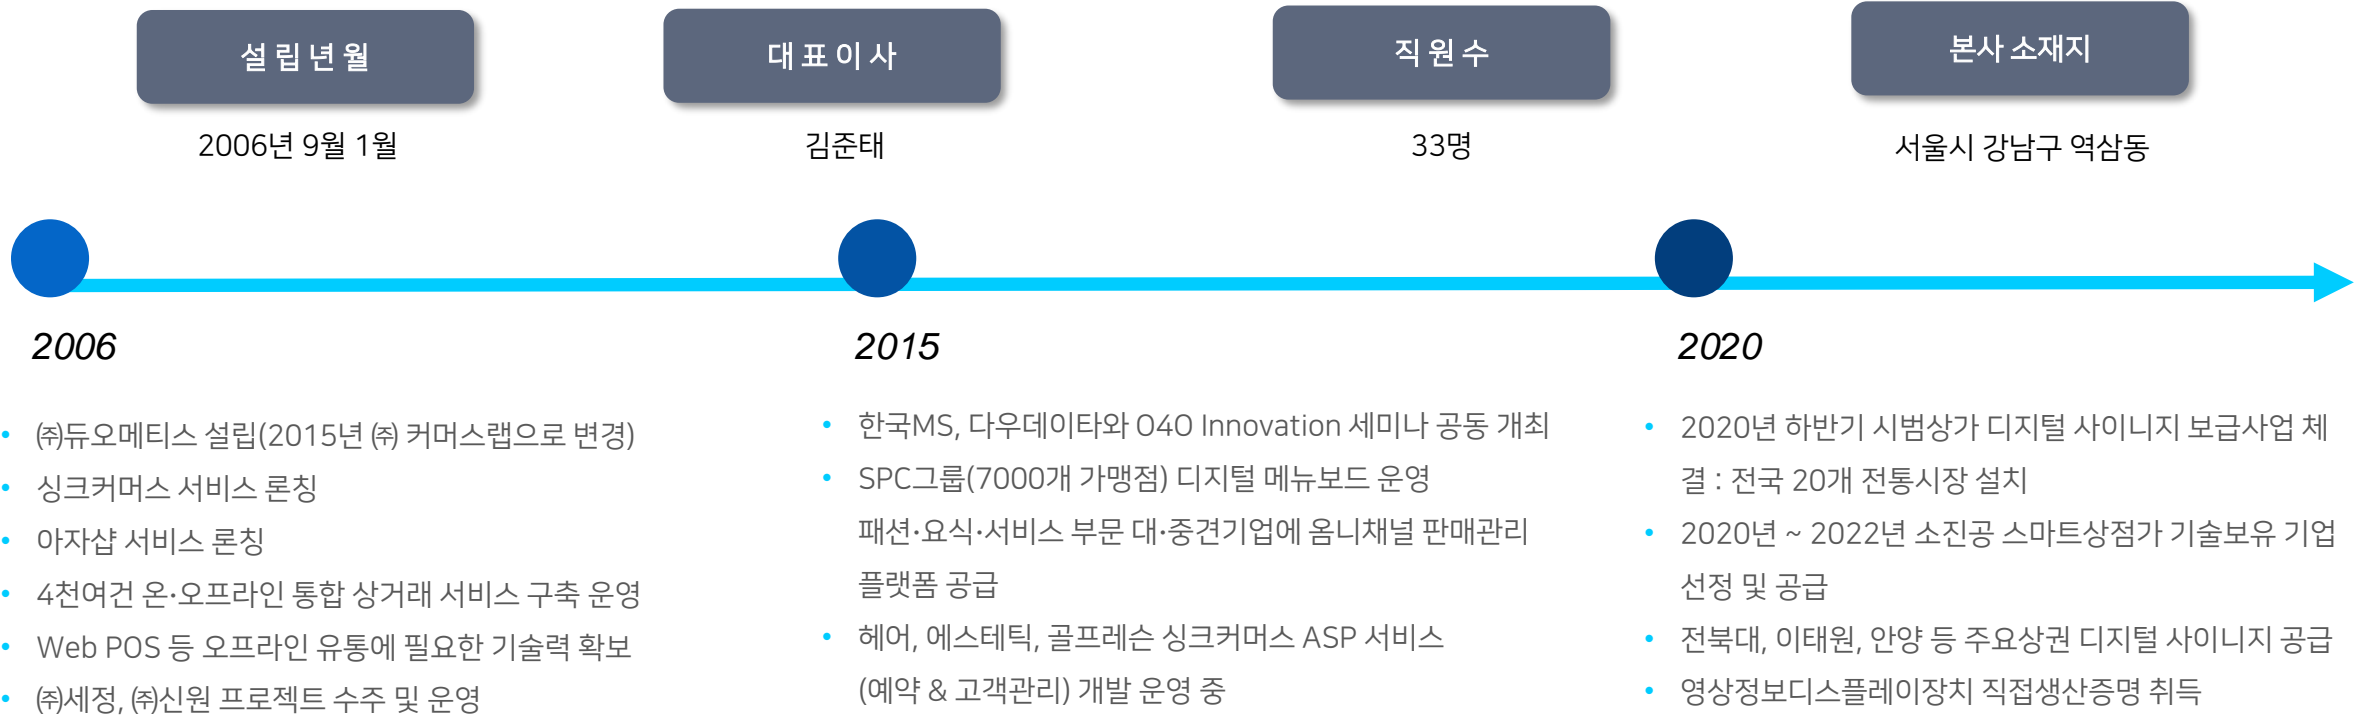 설 립 년 월
대 표 이 사
직 원 수
본사 소재지
2006년 9월 1월
김준태
33명
서울시 강남구 역삼동
2006
• ㈜듀오메티스 설립(2015년 ㈜ 커머스랩으로 변경)
• 싱크커머스 서비스 론칭
• 아자샵 서비스 론칭
• 4천여건 온·오프라인 통합 상거래 서비스 구축 운영
• Web POS 등 오프라인 유통에 필요한 기술력 확보
• ㈜세정, ㈜신원 프로젝트 수주 및 운영
2015
• 한국MS, 다우데이타와 O4O Innovation 세미나 공동 개최
• SPC그룹(7000개 가맹점) 디지털 메뉴보드 운영
패션·요식·서비스 부문 대·중견기업에 옴니채널 판매관리
플랫폼 공급
• 헤어, 에스테틱, 골프레슨 싱크커머스 ASP 서비스
(예약 & 고객관리) 개발 운영 중
2020
• 2020년 하반기 시범상가 디지털 사이니지 보급사업 체
결 : 전국 20개 전통시장 설치
• 2020년 ~ 2022년 소진공 스마트상점가 기술보유 기업
선정 및 공급
• 전북대, 이태원, 안양 등 주요상권 디지털 사이니지 공급
• 영상정보디스플레이장치 직접생산증명 취득